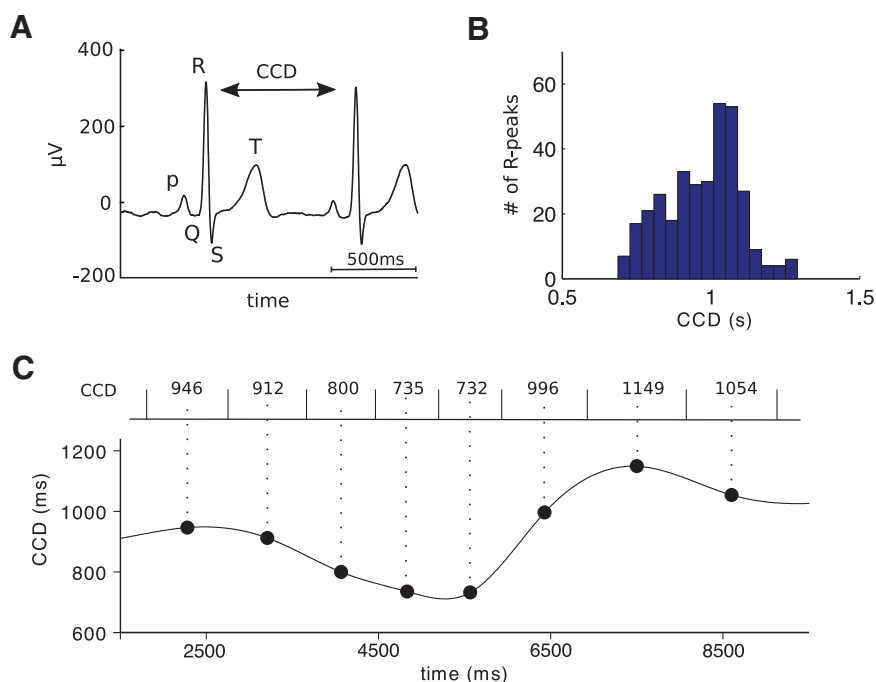 A
400
200
0
-200
μV
R
CCD
p
T
Q
S
500ms
time
B
60
40
20
0
# of R-peaks
0.5
1
1.5
CCD (s)
C
CCD
946
912
800
735
732
996
1149
1054
1200
1000
800
600
CCD (ms)
2500
4500
6500
8500
time (ms)